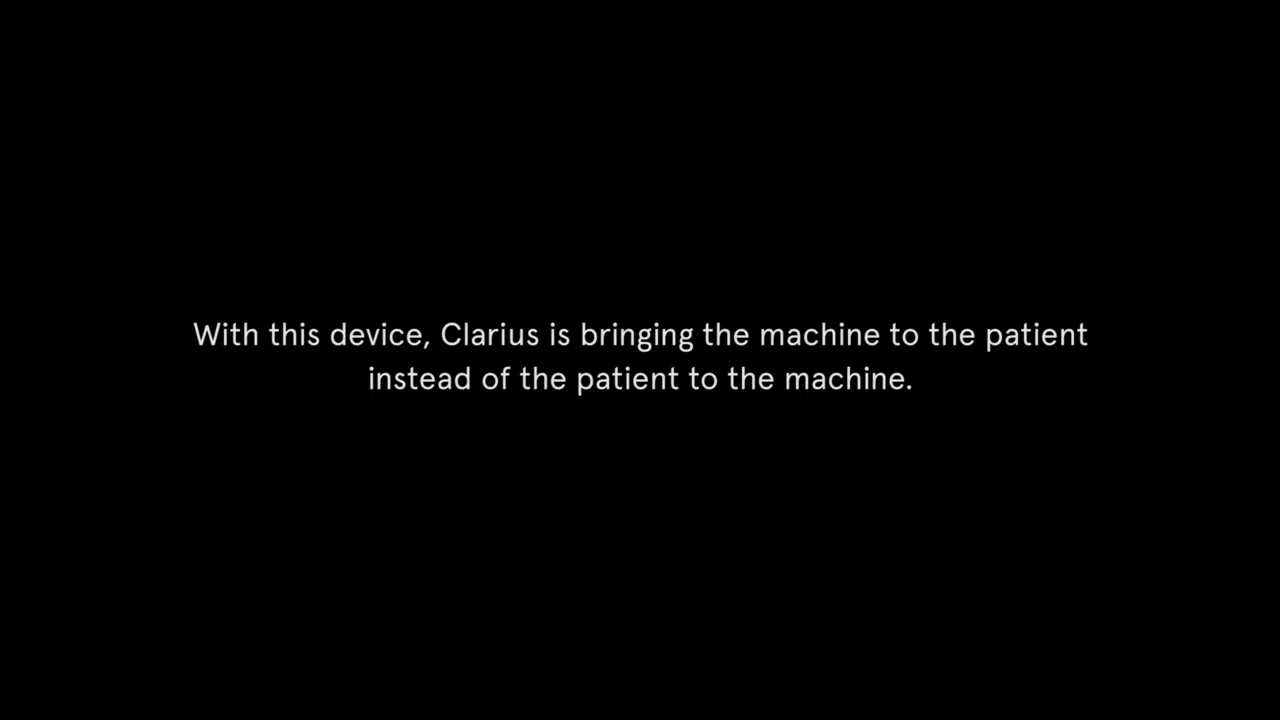 With this device, Clarius is bringing the machine to the patient
instead of the patient to the machine.